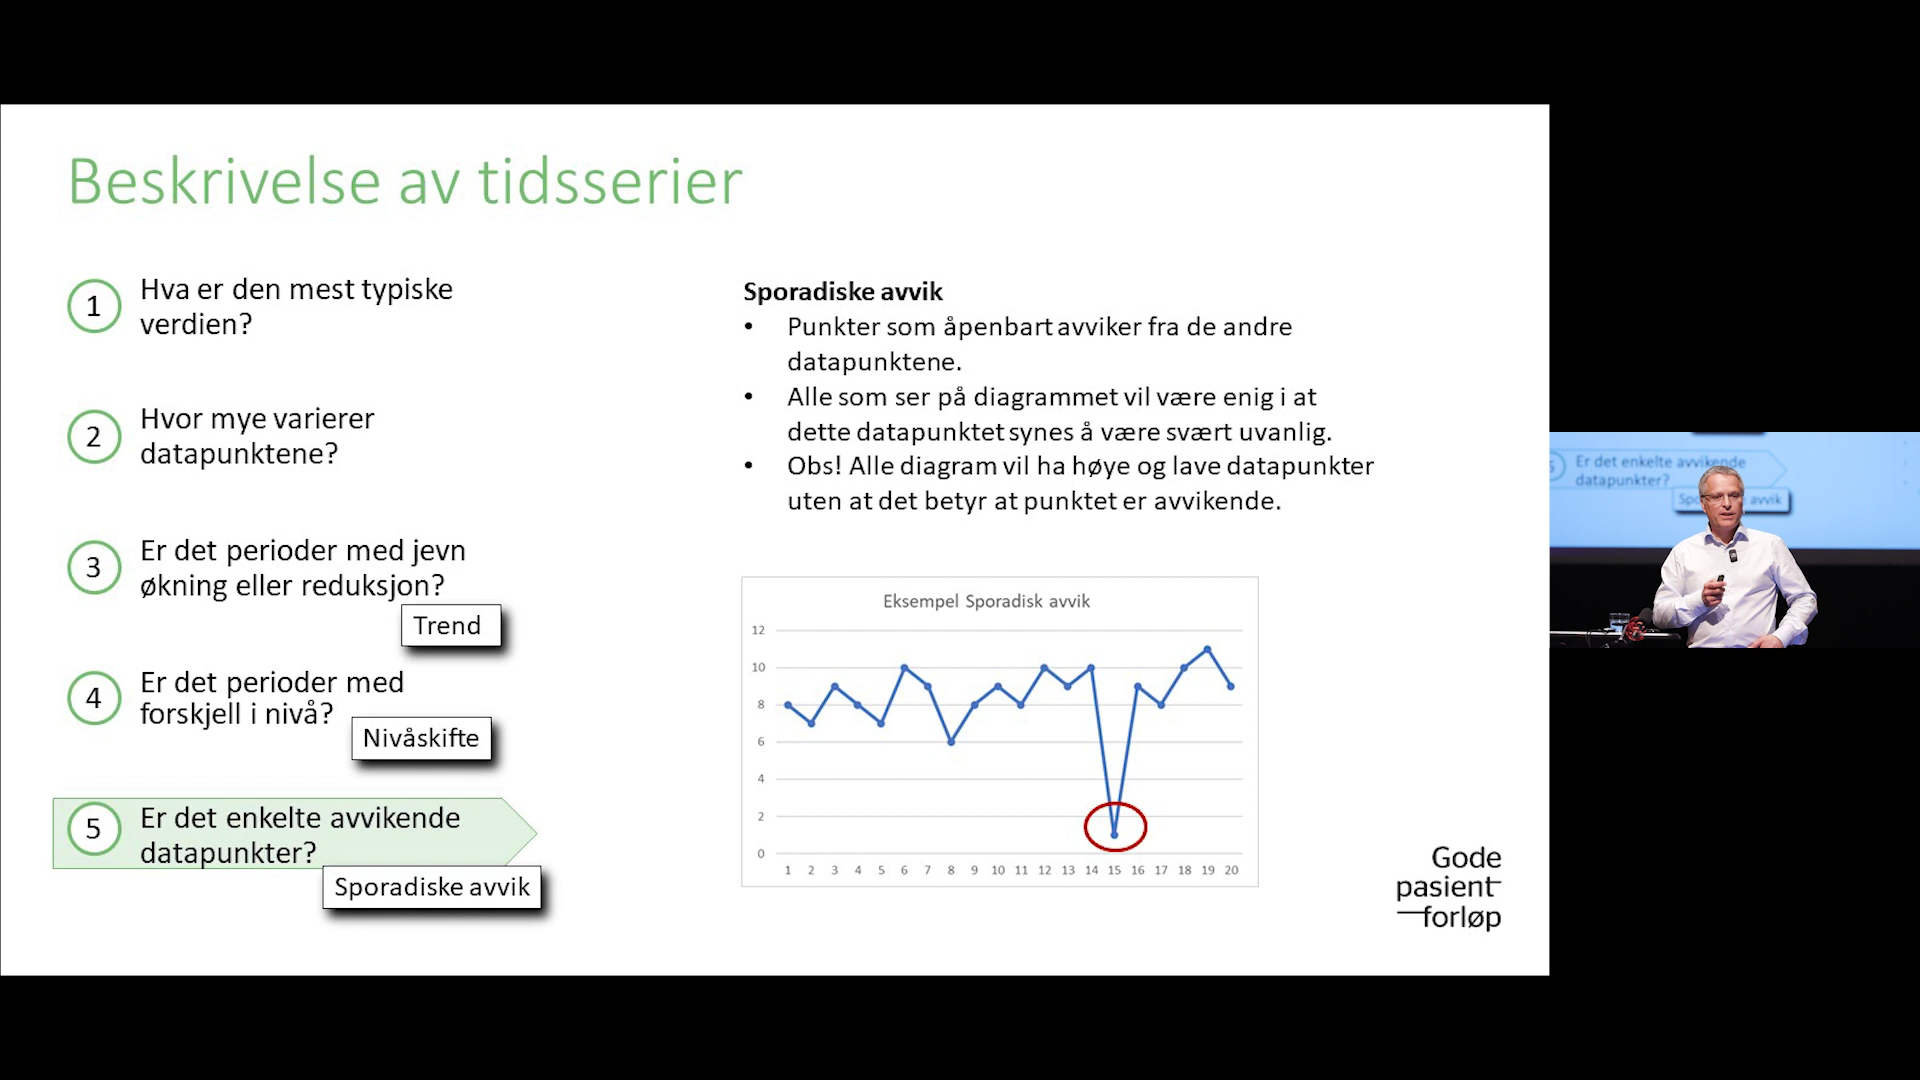 Beskrivelse av tidsserier
1
Hva er den mest typiske
verdien?
2
Hvor mye varierer
datapunktene?
3
Er det perioder med jevn
økning eller reduksjon?
Trend
4
Er det perioder med
forskjell i nivå?
Nivåskifte
5
Er det enkelte avvikende
datapunkter?
Sporadiske avvik
Sporadiske avvik
• Punkter som åpenbart avviker fra de andre
datapunktene.
• Alle som ser på diagrammet vil være enig i at
dette datapunktet synes å være svært uvanlig.
• Obs! Alle diagram vil ha høye og lave datapunkter
uten at det betyr at punktet er avvikende.
Eksempel Sporadisk avvik
12
10
8
6
4
2
0
1 2 3 4 5 6 7 8 9 10 11 12 13 14 15 16 17 18 19 20
Gode
pasient
forløp
Er det enkelte avvikende
datapunkter?
avvik